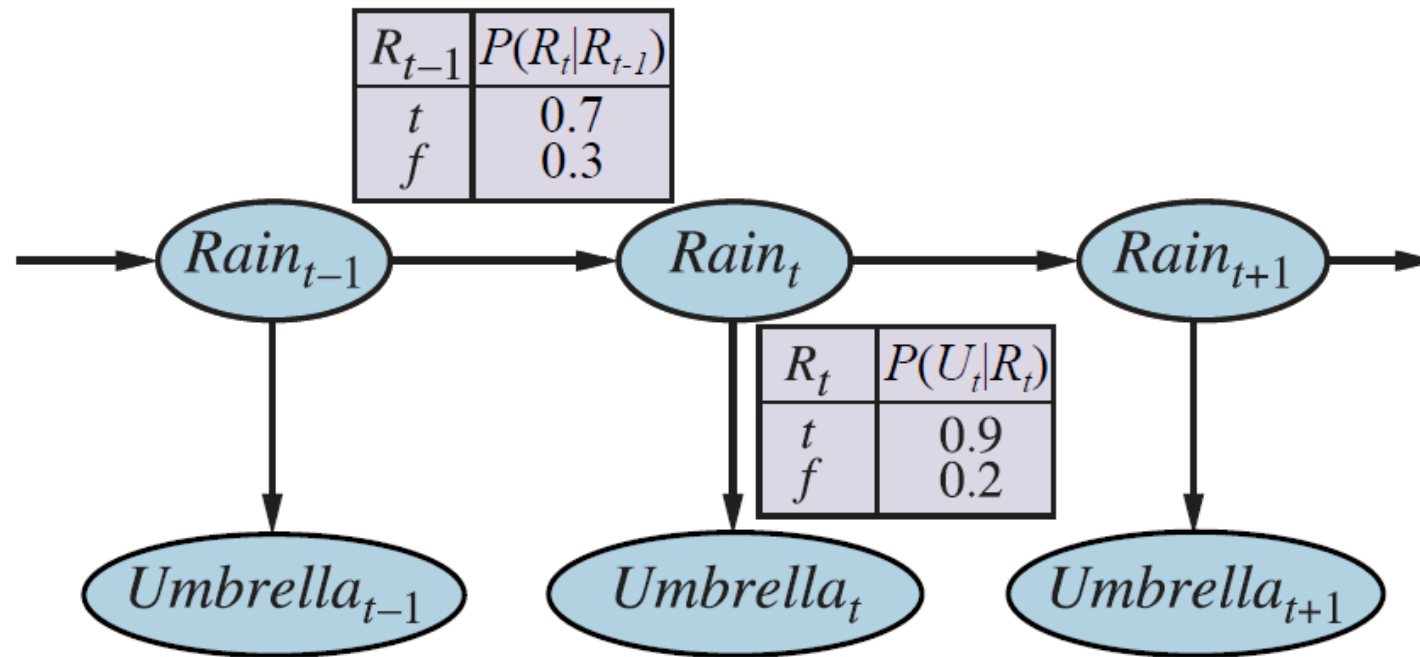 R_{t−1} P(R_t|R_{t-1})
t 0.7
f 0.3
Rain_{t−1} Rain_t Rain_{t+1}
R_t P(U_t|R_t)
t 0.9
f 0.2
Umbrella_{t−1} Umbrella_t Umbrella_{t+1}